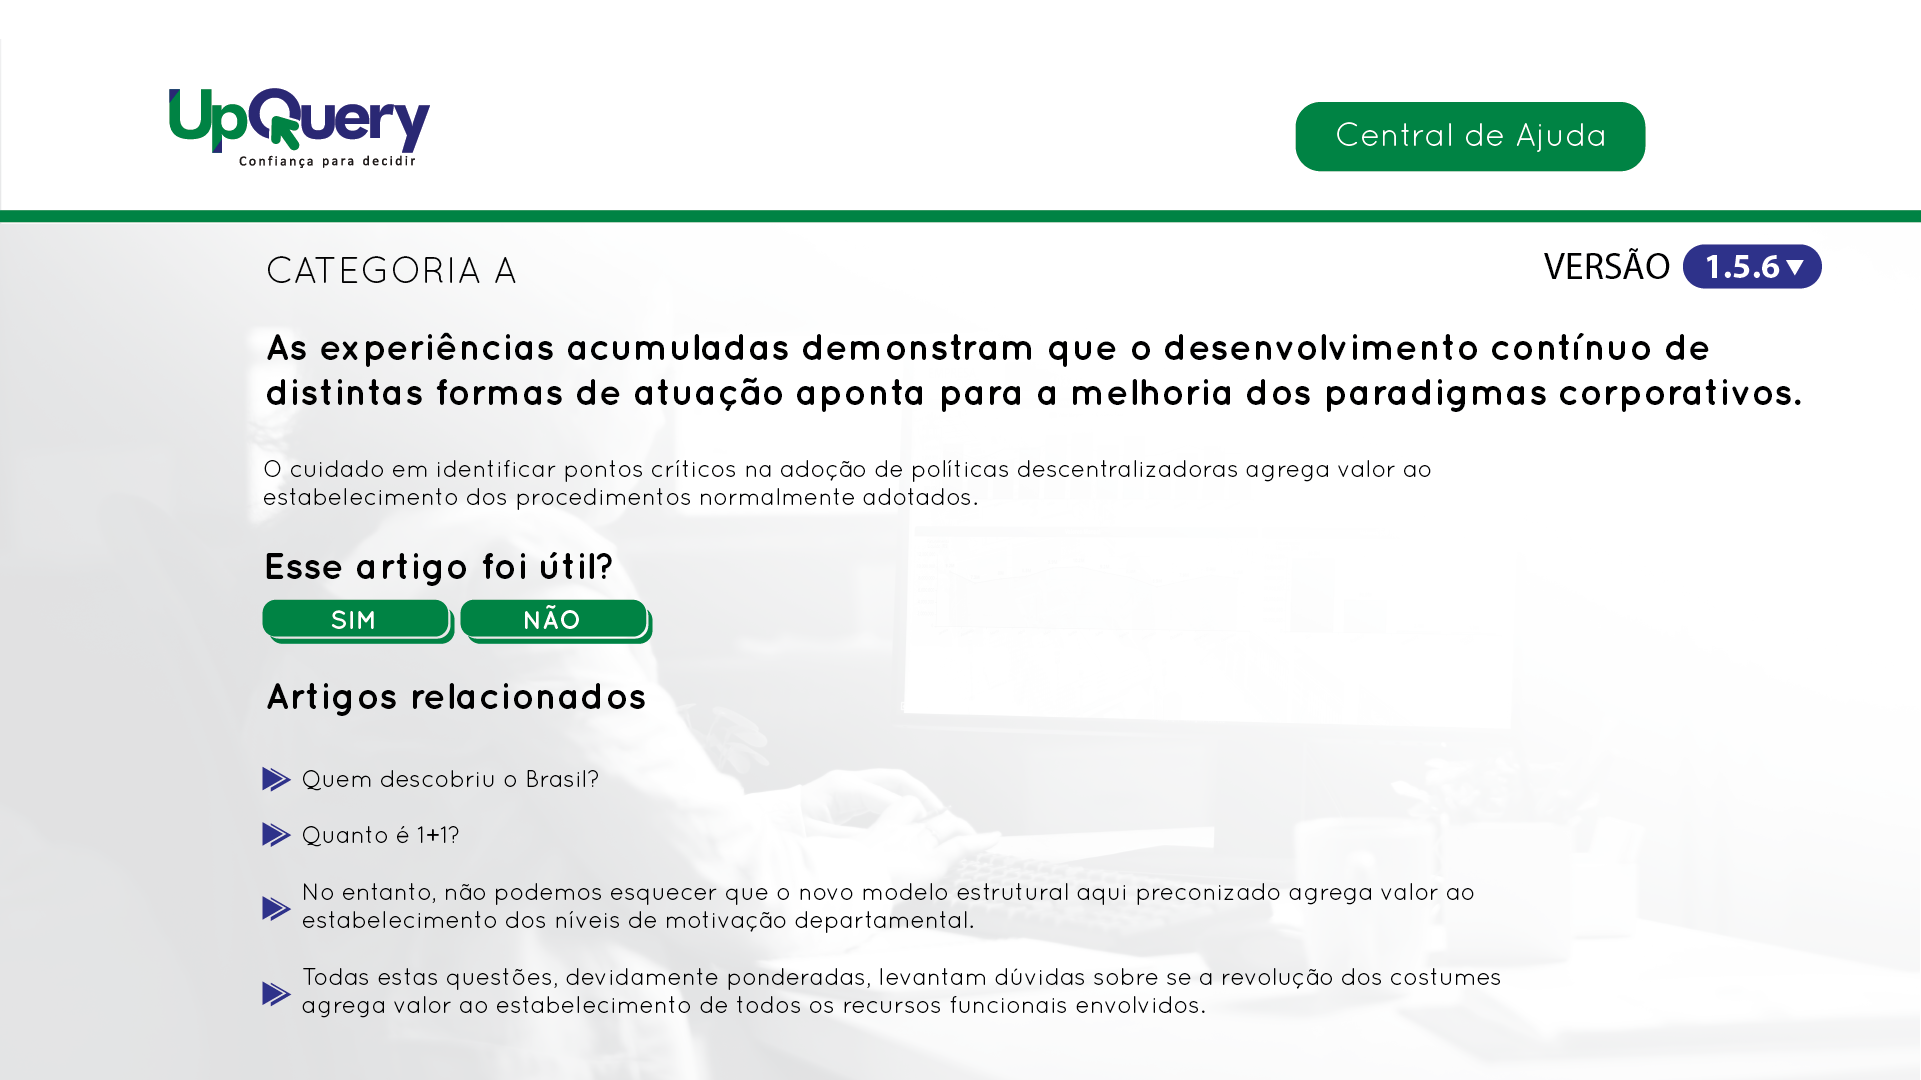 UpQuery
Confiança para decidir
Central de Ajuda
CATEGORIA A
VERSÃO 1.5.6
As experiências acumuladas demonstram que o desenvolvimento contínuo de
distintas formas de atuação aponta para a melhoria dos paradigmas corporativos.
O cuidado em identificar pontos críticos na adoção de políticas descentralizadoras agrega valor ao
estabelecimento dos procedimentos normalmente adotados.
Esse artigo foi útil?
SIM NÃO
Artigos relacionados
Quem descobriu o Brasil?
Quanto é 1+1?
No entanto, não podemos esquecer que o novo modelo estrutural aqui preconizado agrega valor ao
estabelecimento dos níveis de motivação departamental.
Todas estas questões, devidamente ponderadas, levantam dúvidas sobre se a revolução dos costumes
agrega valor ao estabelecimento de todos os recursos funcionais envolvidos.